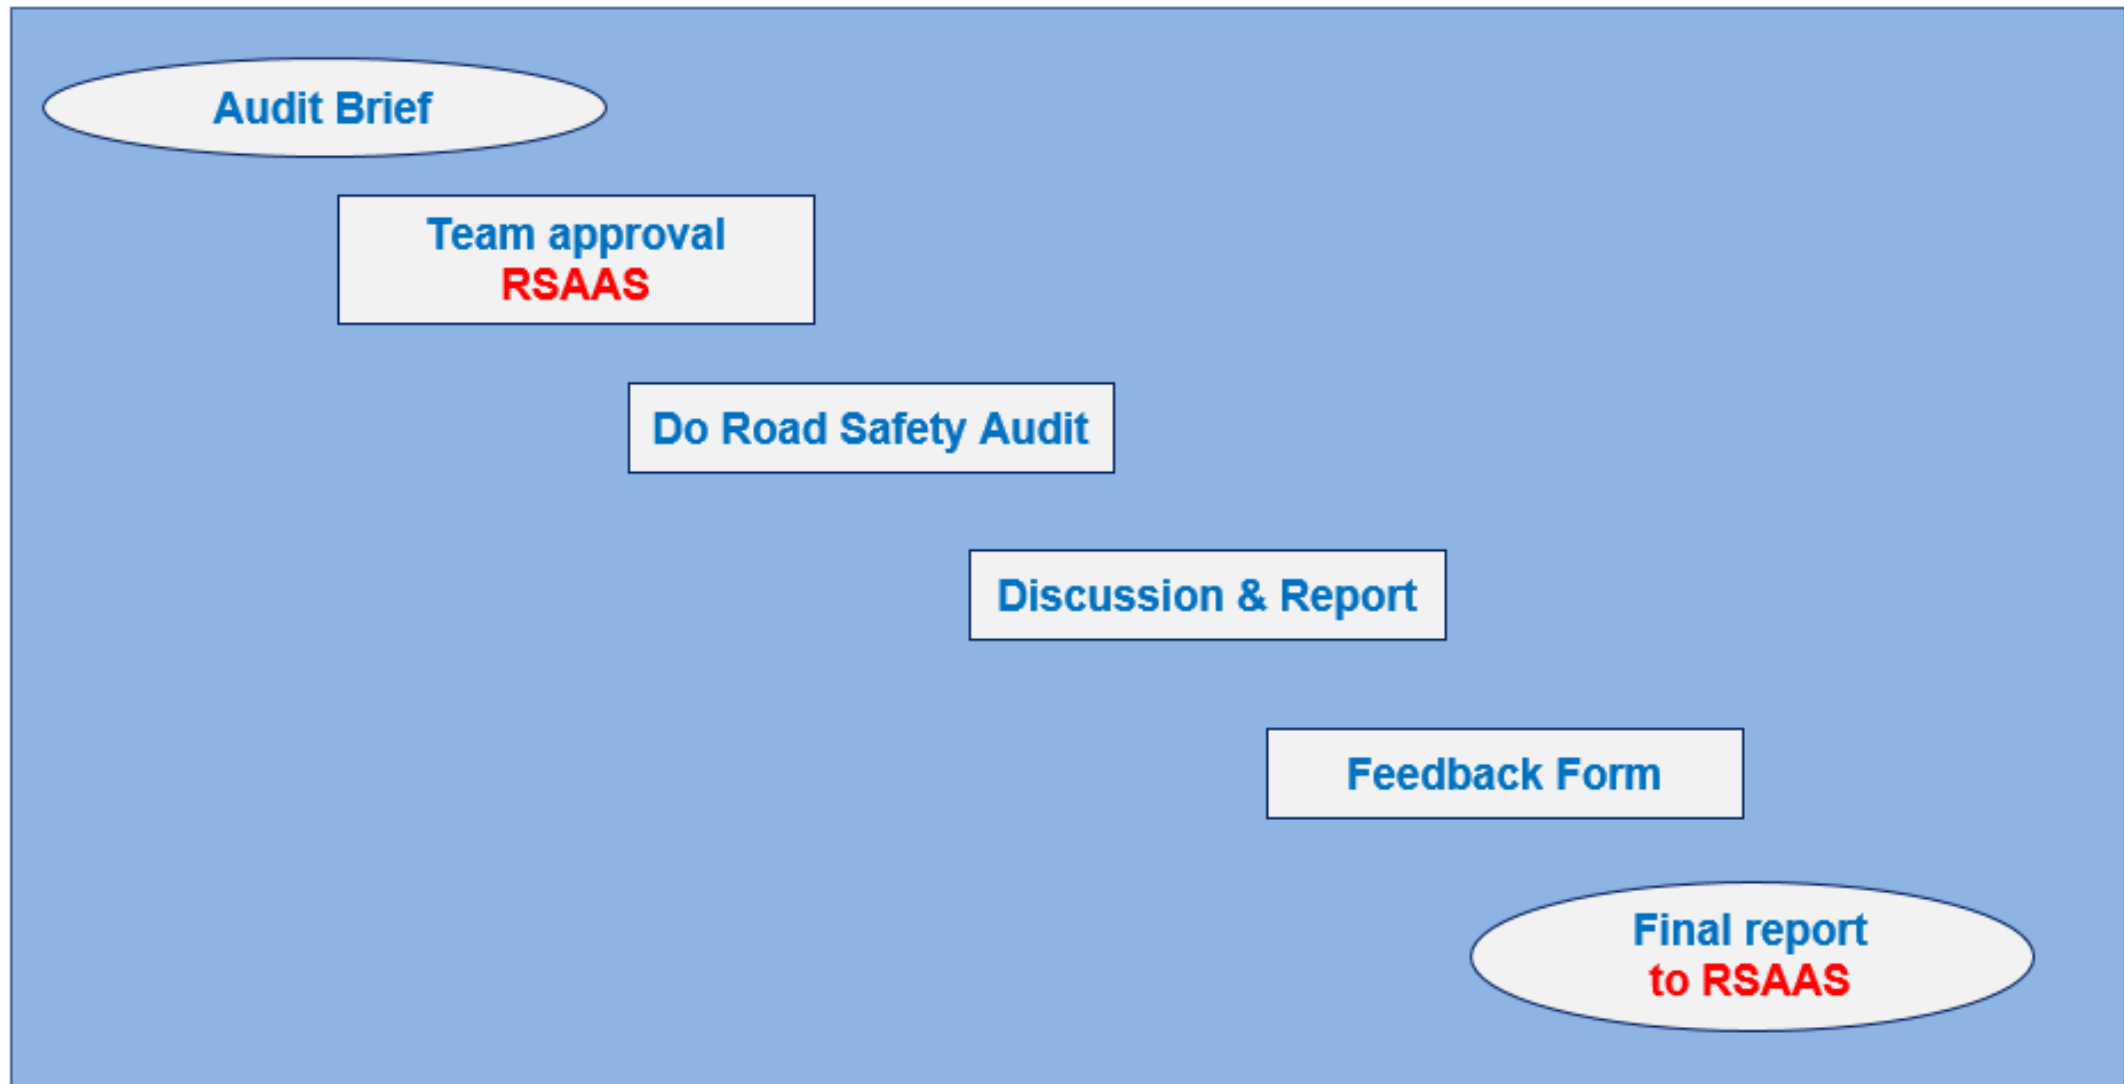 Audit Brief
Team approval
RSAAS
Do Road Safety Audit
Discussion & Report
Feedback Form
Final report
to RSAAS